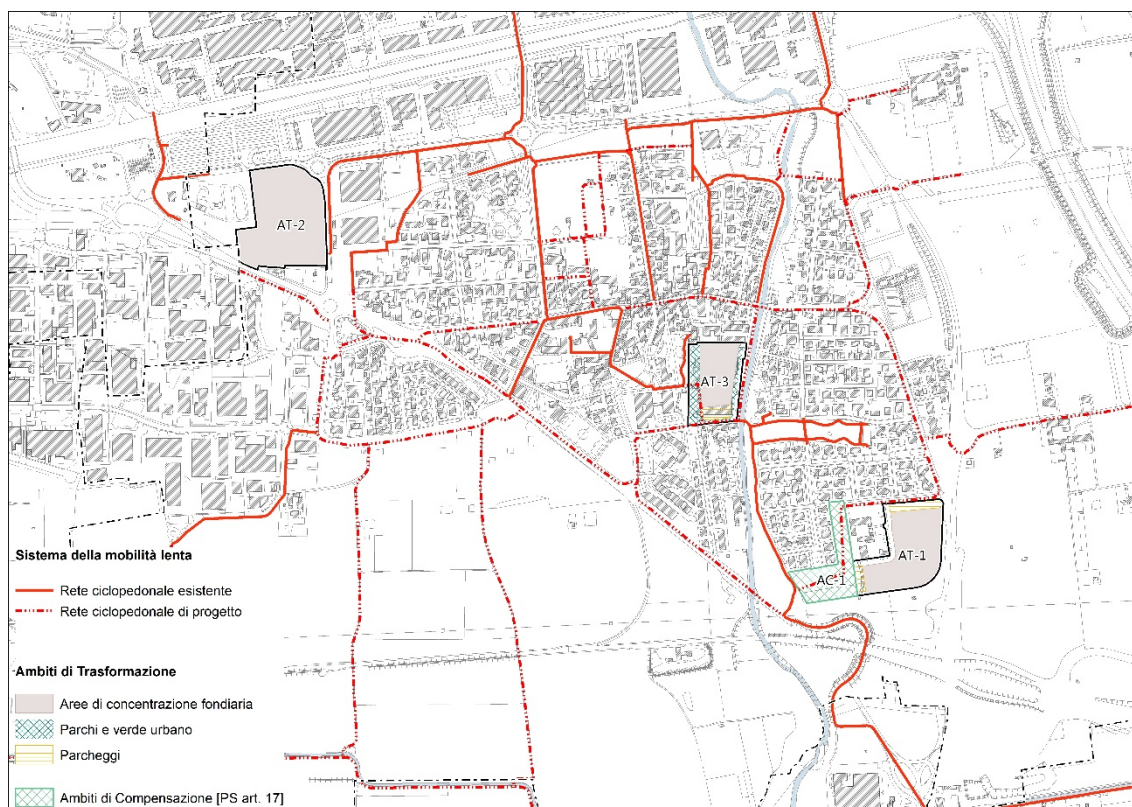 AT-2
AT-3
AT-1
AC-1
Sistema della mobilità lenta
Rete ciclopedonale esistente
Rete ciclopedonale di progetto
Ambiti di Trasformazione
Aree di concentrazione fondiaria
Parchi e verde urbano
Parcheggi
Ambiti di Compensazione [PS art. 17]